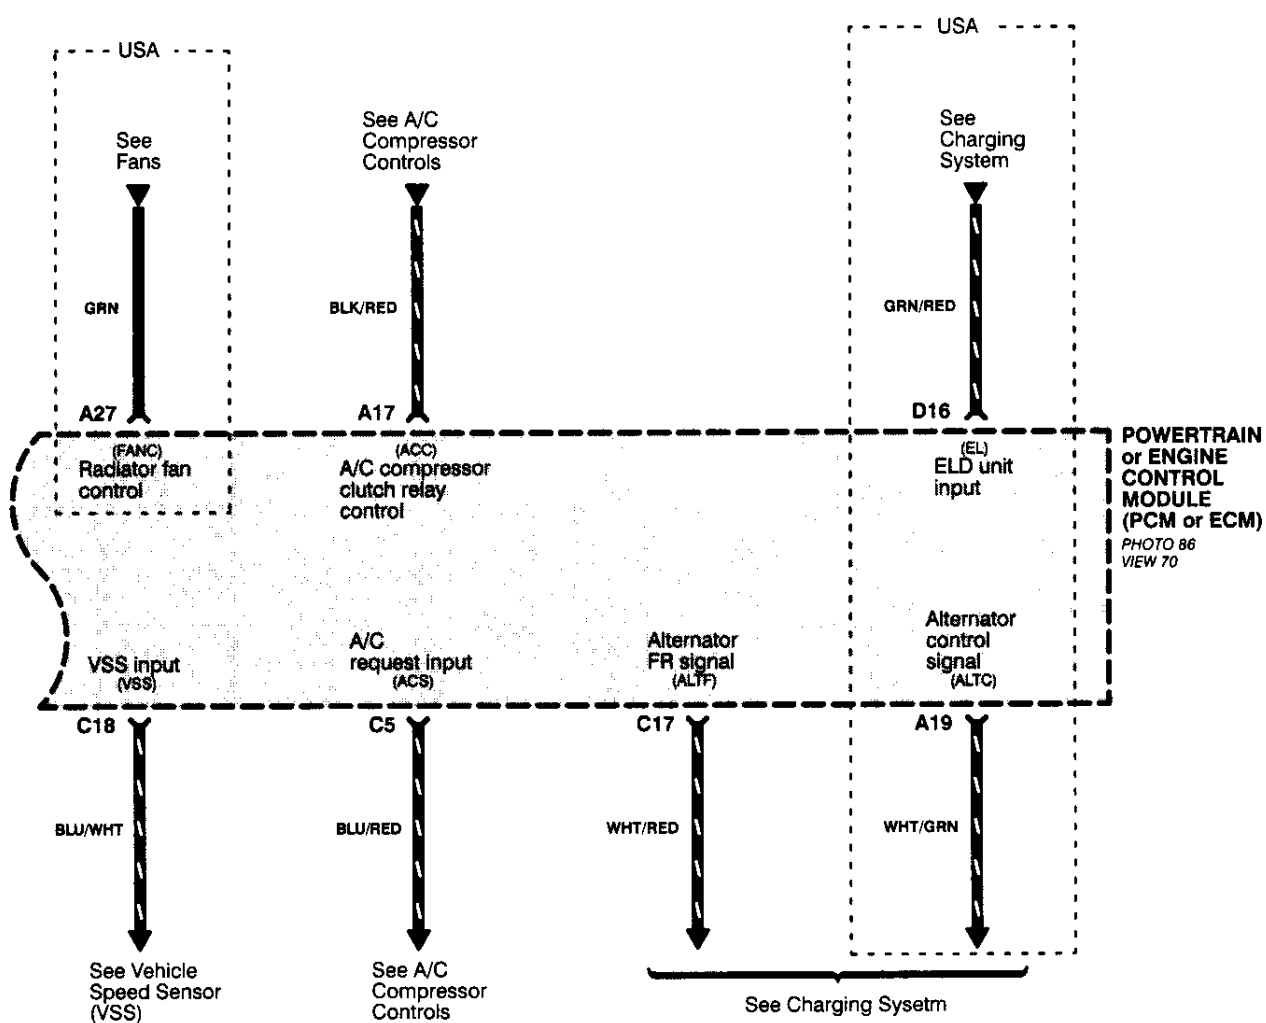 USA
USA
See
Fans
See A/C
Compressor
Controls
See
Charging
System
GRN
BLK/RED
GRN/RED
A27
A17
D16
(FANC)
Radiator fan
control
(ACC)
A/C compressor
clutch relay
control
(EL)
ELD unit
input
POWERTRAIN
or ENGINE
CONTROL
MODULE
(PCM or ECM)
PHOTO 86
VIEW 70
VSS input
(VSS)
A/C
request input
(ACS)
Alternator
FR signal
(ALTF)
Alternator
control
signal
(ALTC)
C18
C5
C17
A19
BLU/WHT
BLU/RED
WHT/RED
WHT/GRN
See Vehicle
Speed Sensor
(VSS)
See A/C
Compressor
Controls
See Charging Sysetm